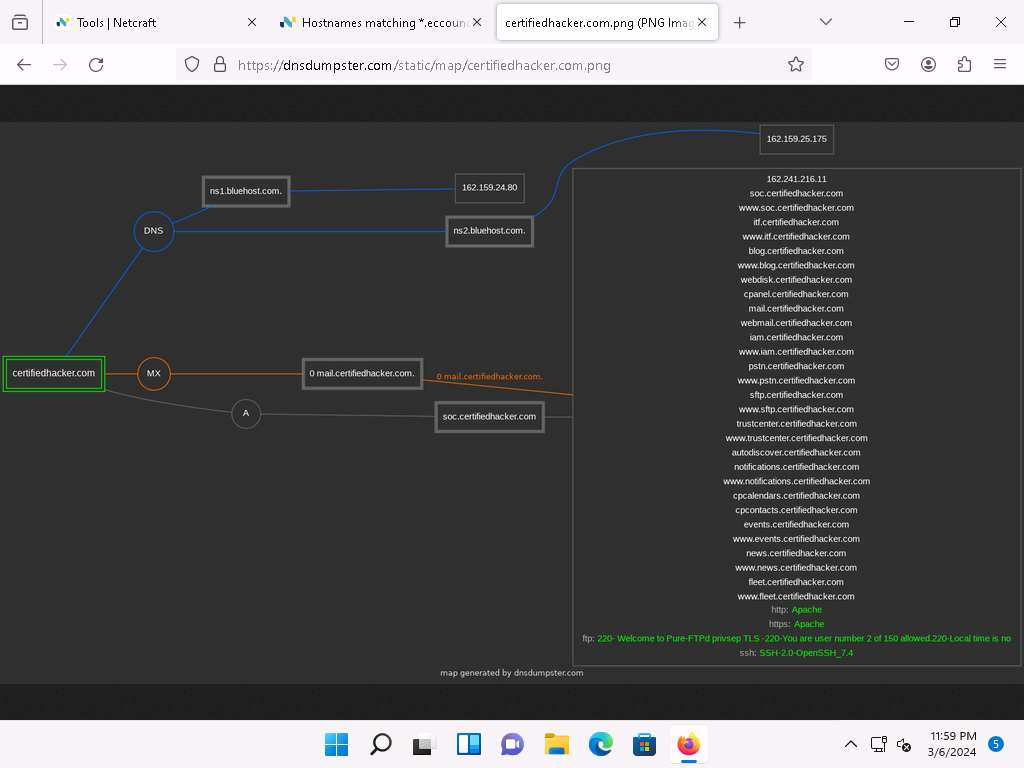 Tools | Netcraft
Hostnames matching *.eccoun
certifiedhacker.com.png (PNG Imag
https://dnsdumpster.com/static/map/certifiedhacker.com.png
162.159.25.175
ns1.bluehost.com.
162.159.24.80
DNS
ns2.bluehost.com.
certifiedhacker.com
MX
0 mail.certifiedhacker.com.
0 mail.certifiedhacker.com.
A
soc.certifiedhacker.com
162.241.216.11
soc.certifiedhacker.com
www.soc.certifiedhacker.com
itf.certifiedhacker.com
www.itf.certifiedhacker.com
blog.certifiedhacker.com
www.blog.certifiedhacker.com
webdisk.certifiedhacker.com
cpanel.certifiedhacker.com
mail.certifiedhacker.com
webmail.certifiedhacker.com
iam.certifiedhacker.com
www.iam.certifiedhacker.com
pstn.certifiedhacker.com
www.pstn.certifiedhacker.com
sftp.certifiedhacker.com
www.sftp.certifiedhacker.com
trustcenter.certifiedhacker.com
www.trustcenter.certifiedhacker.com
autodiscover.certifiedhacker.com
notifications.certifiedhacker.com
www.notifications.certifiedhacker.com
cpcalendars.certifiedhacker.com
cpcontacts.certifiedhacker.com
events.certifiedhacker.com
www.events.certifiedhacker.com
news.certifiedhacker.com
www.news.certifiedhacker.com
fleet.certifiedhacker.com
www.fleet.certifiedhacker.com
http: Apache
https: Apache
ftp: 220- Welcome to Pure-FTPd privsep TLS -220-You are user number 2 of 150 allowed.220-Local time is no
ssh: SSH-2.0-OpenSSH_7.4
map generated by dnsdumpster.com
11:59 PM
3/6/2024
5